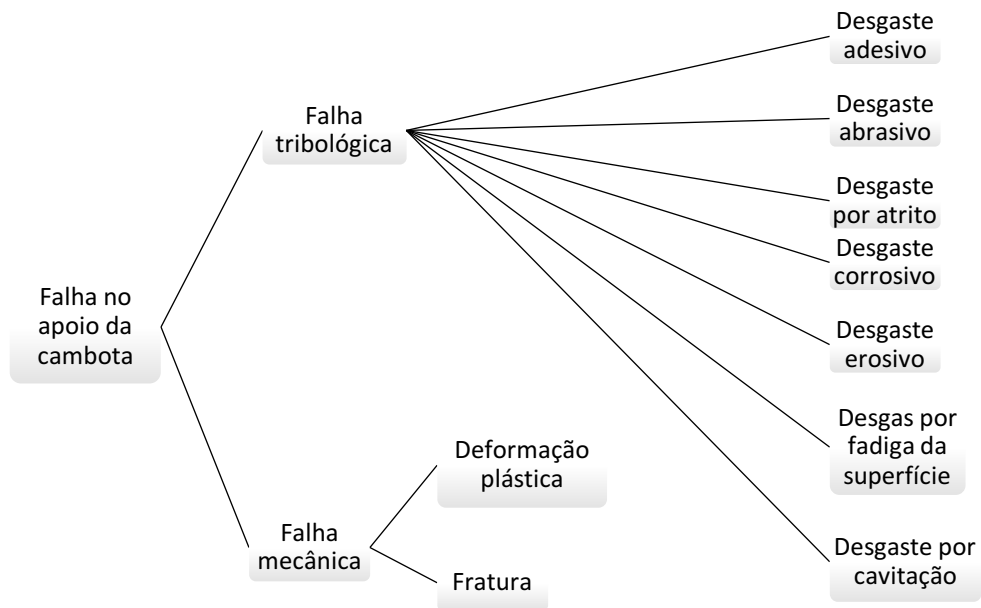 Falha no
apoio da
cambota
Falha
tribológica
Desgaste
adesivo
Desgaste
abrasivo
Desgaste
por atrito
Desgaste
corrosivo
Desgaste
erosivo
Desgas por
fadiga da
superfície
Desgaste por
cavitação
Falha
mecânica
Deformação
plástica
Fratura